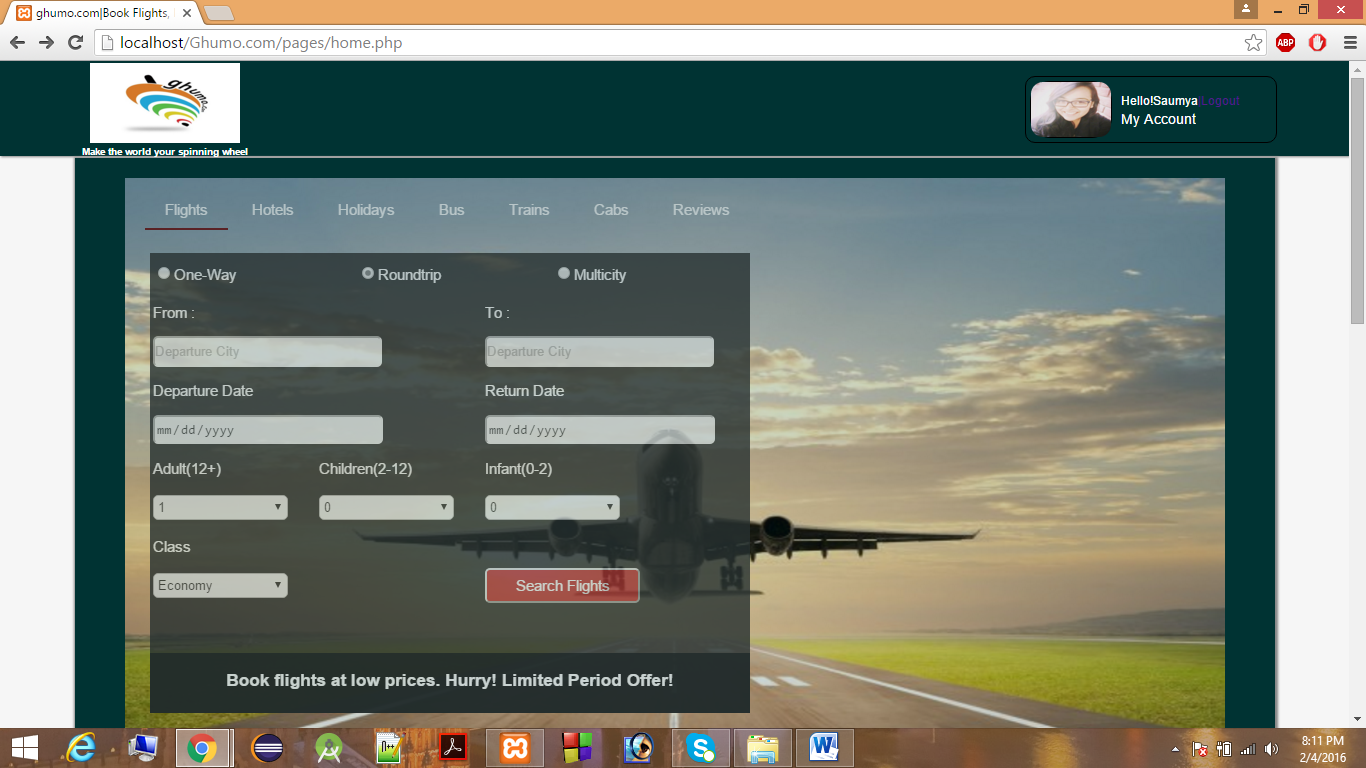 ghumo.com|Book Flights,
localhost/Ghumo.com/pages/home.php
ABP
ghumo.co
Make the world your spinning wheel
Hello!Saumya Logout
My Account
Flights Hotels Holidays Bus Trains Cabs Reviews
One-Way Roundtrip Multicity
From : To :
Departure City Departure City
Departure Date Return Date
mm/dd/yyyy mm/dd/yyyy
Adult(12+) Children(2-12) Infant(0-2)
1 0 0
Class
Economy Search Flights
Book flights at low prices. Hurry! Limited Period Offer!
8:11 PM
2/4/2016